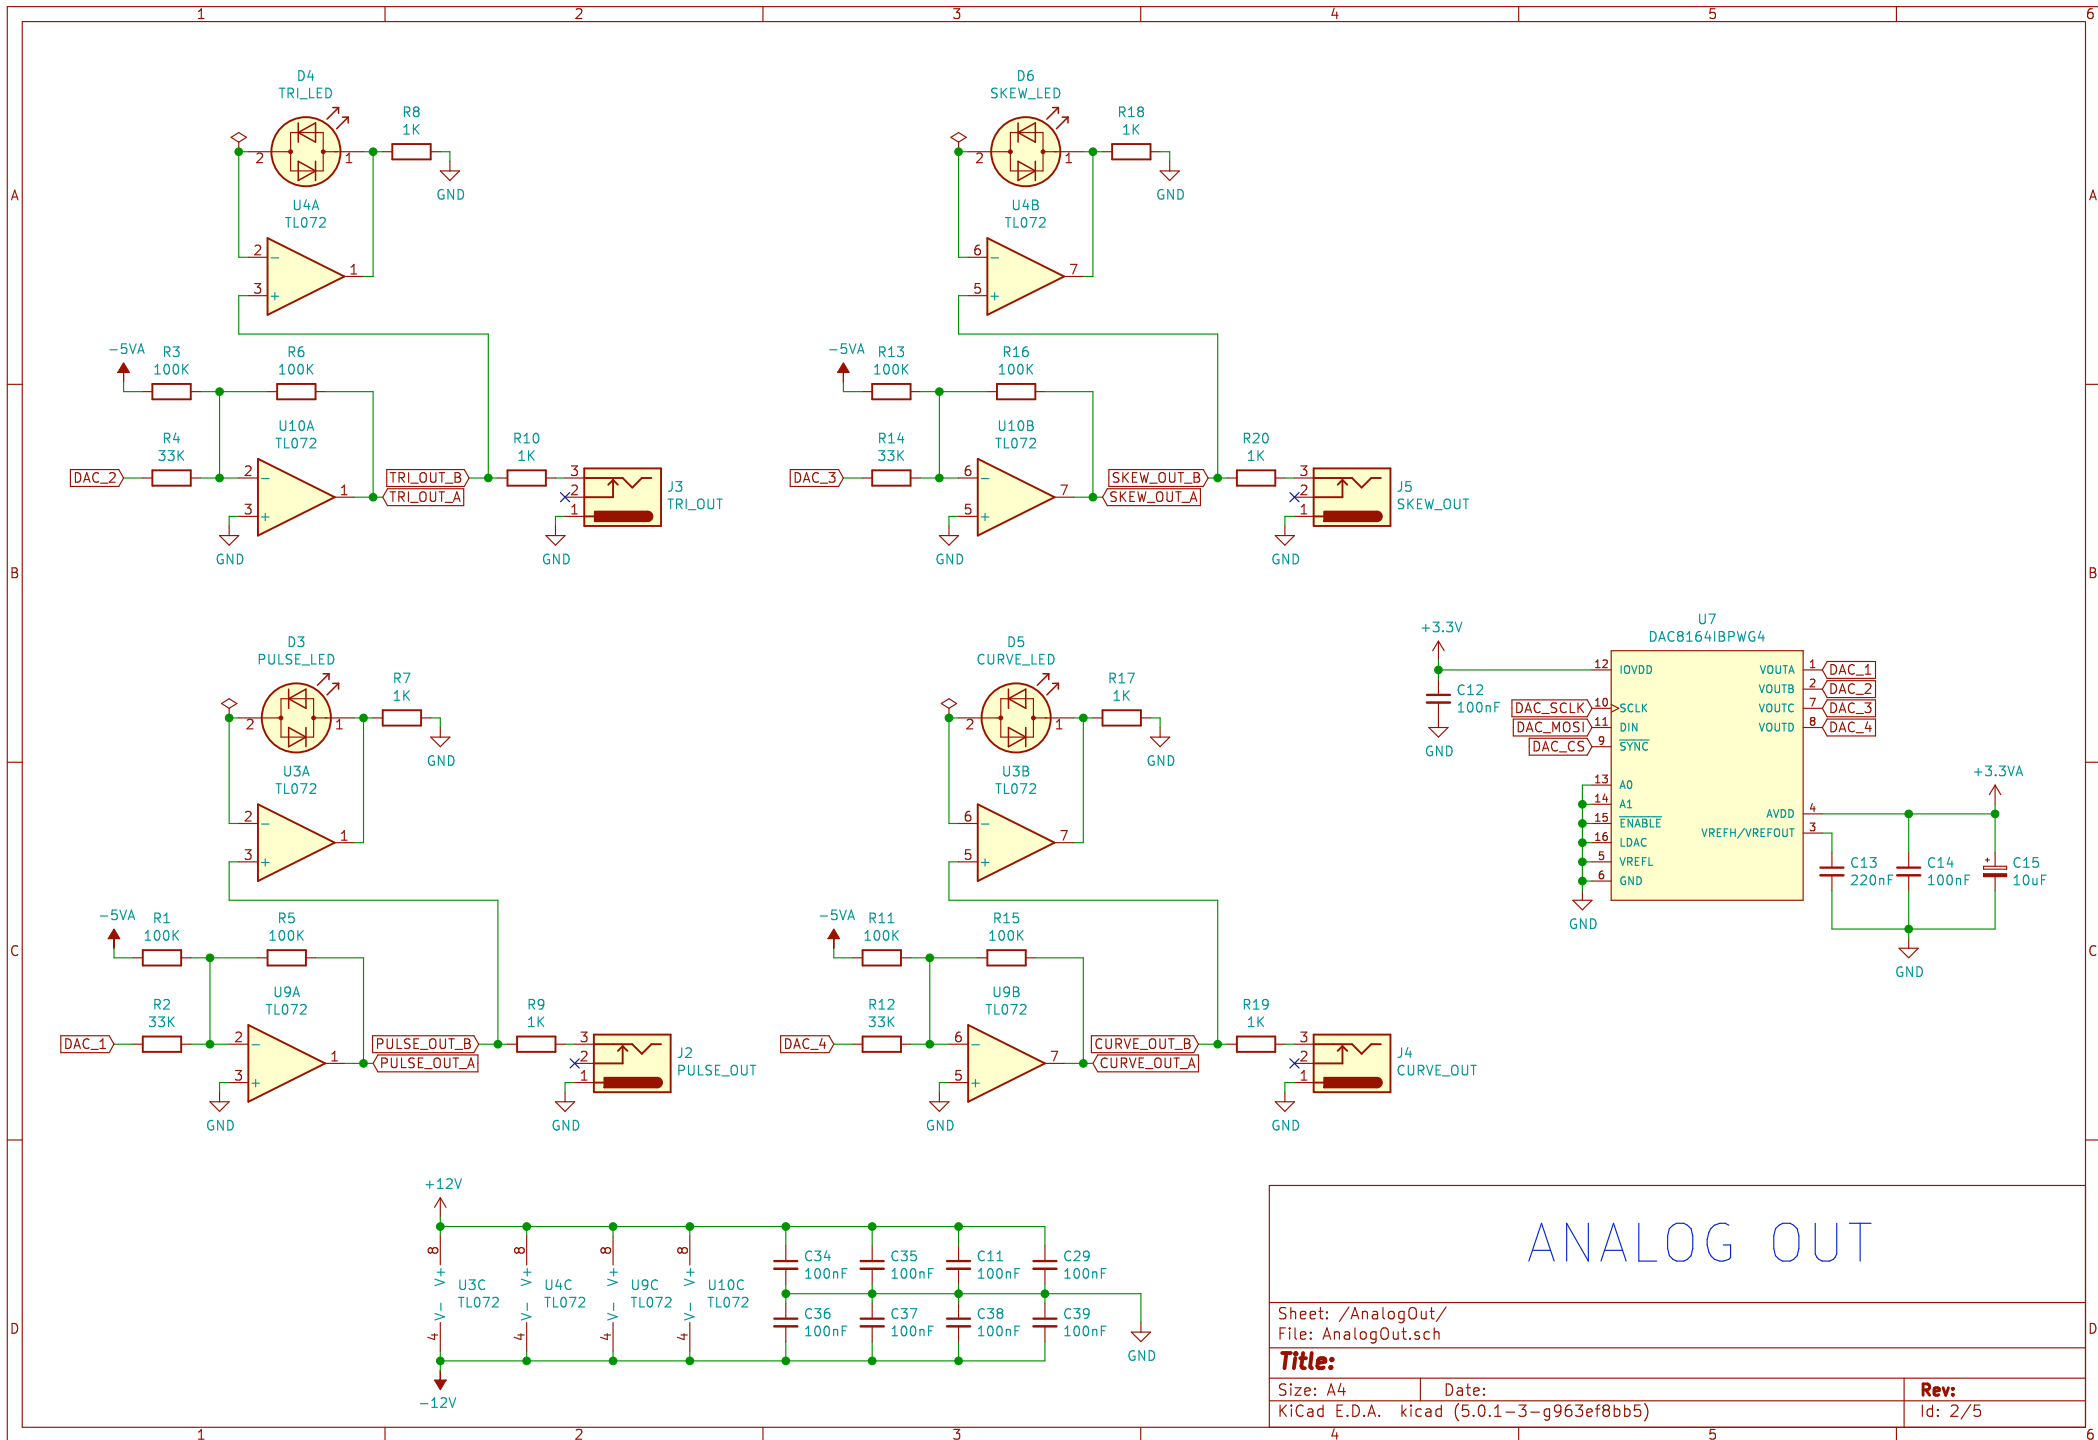 1 2 3 4 5 6
A A
B B
C C
D D
D4
TRI_LED
R8
1K
2 1
GND
U4A
TL072
2 −
1
3 +
D6
SKEW_LED
R18
1K
2 1
GND
U4B
TL072
6 −
7
5 +
-5VA R3 R6
100K 100K
U10A
TL072
R4
33K
DAC_2
2 −
1
3 +
GND
TRI_OUT_B
TRI_OUT_A
R10
1K
3
2
1
J3
TRI_OUT
GND
-5VA R13 R16
100K 100K
U10B
TL072
R14
33K
DAC_3
6 −
7
5 +
GND
SKEW_OUT_B
SKEW_OUT_A
R20
1K
3
2
1
J5
SKEW_OUT
GND
D3
PULSE_LED
R7
1K
2 1
GND
U3A
TL072
2 −
1
3 +
D5
CURVE_LED
R17
1K
2 1
GND
U3B
TL072
6 −
7
5 +
-5VA R1 R5
100K 100K
U9A
TL072
R2
33K
DAC_1
2 −
1
3 +
GND
PULSE_OUT_B
PULSE_OUT_A
R9
1K
3
2
1
J2
PULSE_OUT
GND
-5VA R11 R15
100K 100K
U9B
TL072
R12
33K
DAC_4
6 −
7
5 +
GND
CURVE_OUT_B
CURVE_OUT_A
R19
1K
3
2
1
J4
CURVE_OUT
GND
U7
DAC8164IBPWG4
+3.3V
C12
100nF
GND
12 IOVDD VOUTA 1 DAC_1
VOUTB 2 DAC_2
DAC_SCLK 10 SCLK VOUTC 7 DAC_3
DAC_MOSI 11 DIN VOUTD 8 DAC_4
DAC_CS 9 SYNC
+3.3VA
13 A0
14 A1 AVDD 4
15 ENABLE VREFH/VREFOUT 3
16 LDAC
5 VREFL
6 GND
GND
C13
220nF
C14
100nF
+
C15
10uF
GND
+12V
8 8 8 8
V+ V+ V+ V+
U3C U4C U9C U10C
TL072 TL072 TL072 TL072
V- V- V- V-
4 4 4 4
-12V
C34 C35 C11 C29
100nF 100nF 100nF 100nF
C36 C37 C38 C39
100nF 100nF 100nF 100nF
GND
ANALOG OUT
Sheet: /AnalogOut/
File: AnalogOut.sch
Title:
Size: A4 Date: Rev:
KiCad E.D.A. kicad (5.0.1-3-g963ef8bb5) Id: 2/5
1 2 3 4 5 6